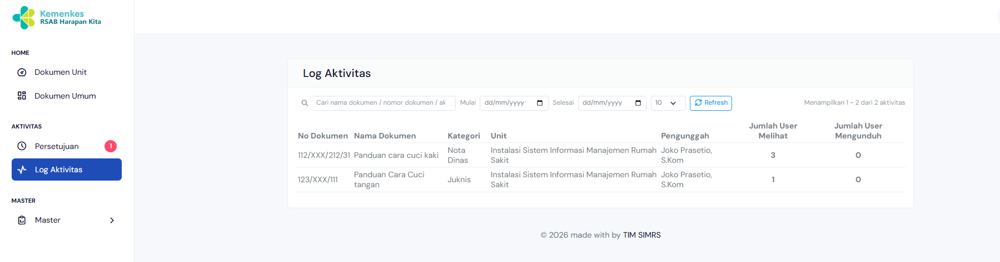 Kemenkes
RSAB Harapan Kita
HOME
Dokumen Unit
Dokumen Umum
AKTIVITAS
Persetujuan 1
Log Aktivitas
MASTER
Master
Log Aktivitas
Cari nama dokumen / nomor dokumen / ak Mulai dd/mm/yyyy Selesai dd/mm/yyyy 10 Refresh Menampilkan 1 - 2 dari 2 aktivitas
No Dokumen Nama Dokumen Kategori Unit Pengunggah Jumlah User Melihat Jumlah User Mengunduh
112/XXX/212/31 Panduan cara cuci kaki Nota Dinas Instalasi Sistem Informasi Manajemen Rumah Sakit Joko Prasetio, S.Kom 3 0
123/XXX/111 Panduan Cara Cuci tangan Juknis Instalasi Sistem Informasi Manajemen Rumah Sakit Joko Prasetio, S.Kom 1 0
© 2026 made with by TIM SIMRS